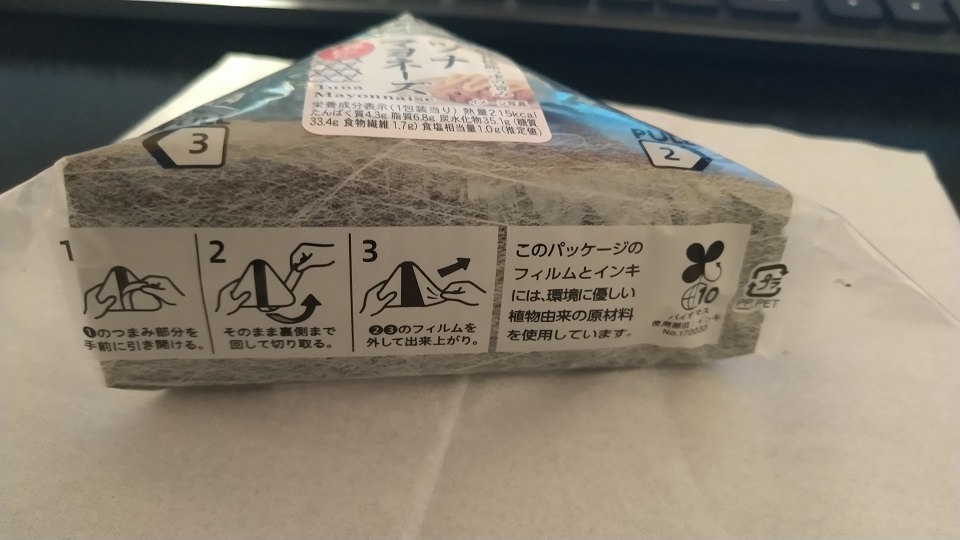 ツナ
マヨネーズ
Tuna
Mayonnaise
栄養成分表示(1包装当り) 熱量215kcal
たんぱく質4.3g 脂質6.8g 炭水化物35.1g(糖質
33.4g 食物繊維 1.7g) 食塩相当量1.0g(推定値)
3
PULL
2
1
❶のつまみ部分を
手前に引き開ける。
2
そのまま裏側まで
回して切り取る。
3
❷❸のフィルムを
外して出来上がり。
このパッケージの
フィルムとインキ
には、環境に優しい
植物由来の原材料
を使用しています。
10
バイオマス
No.170033
プラ
PP,PET